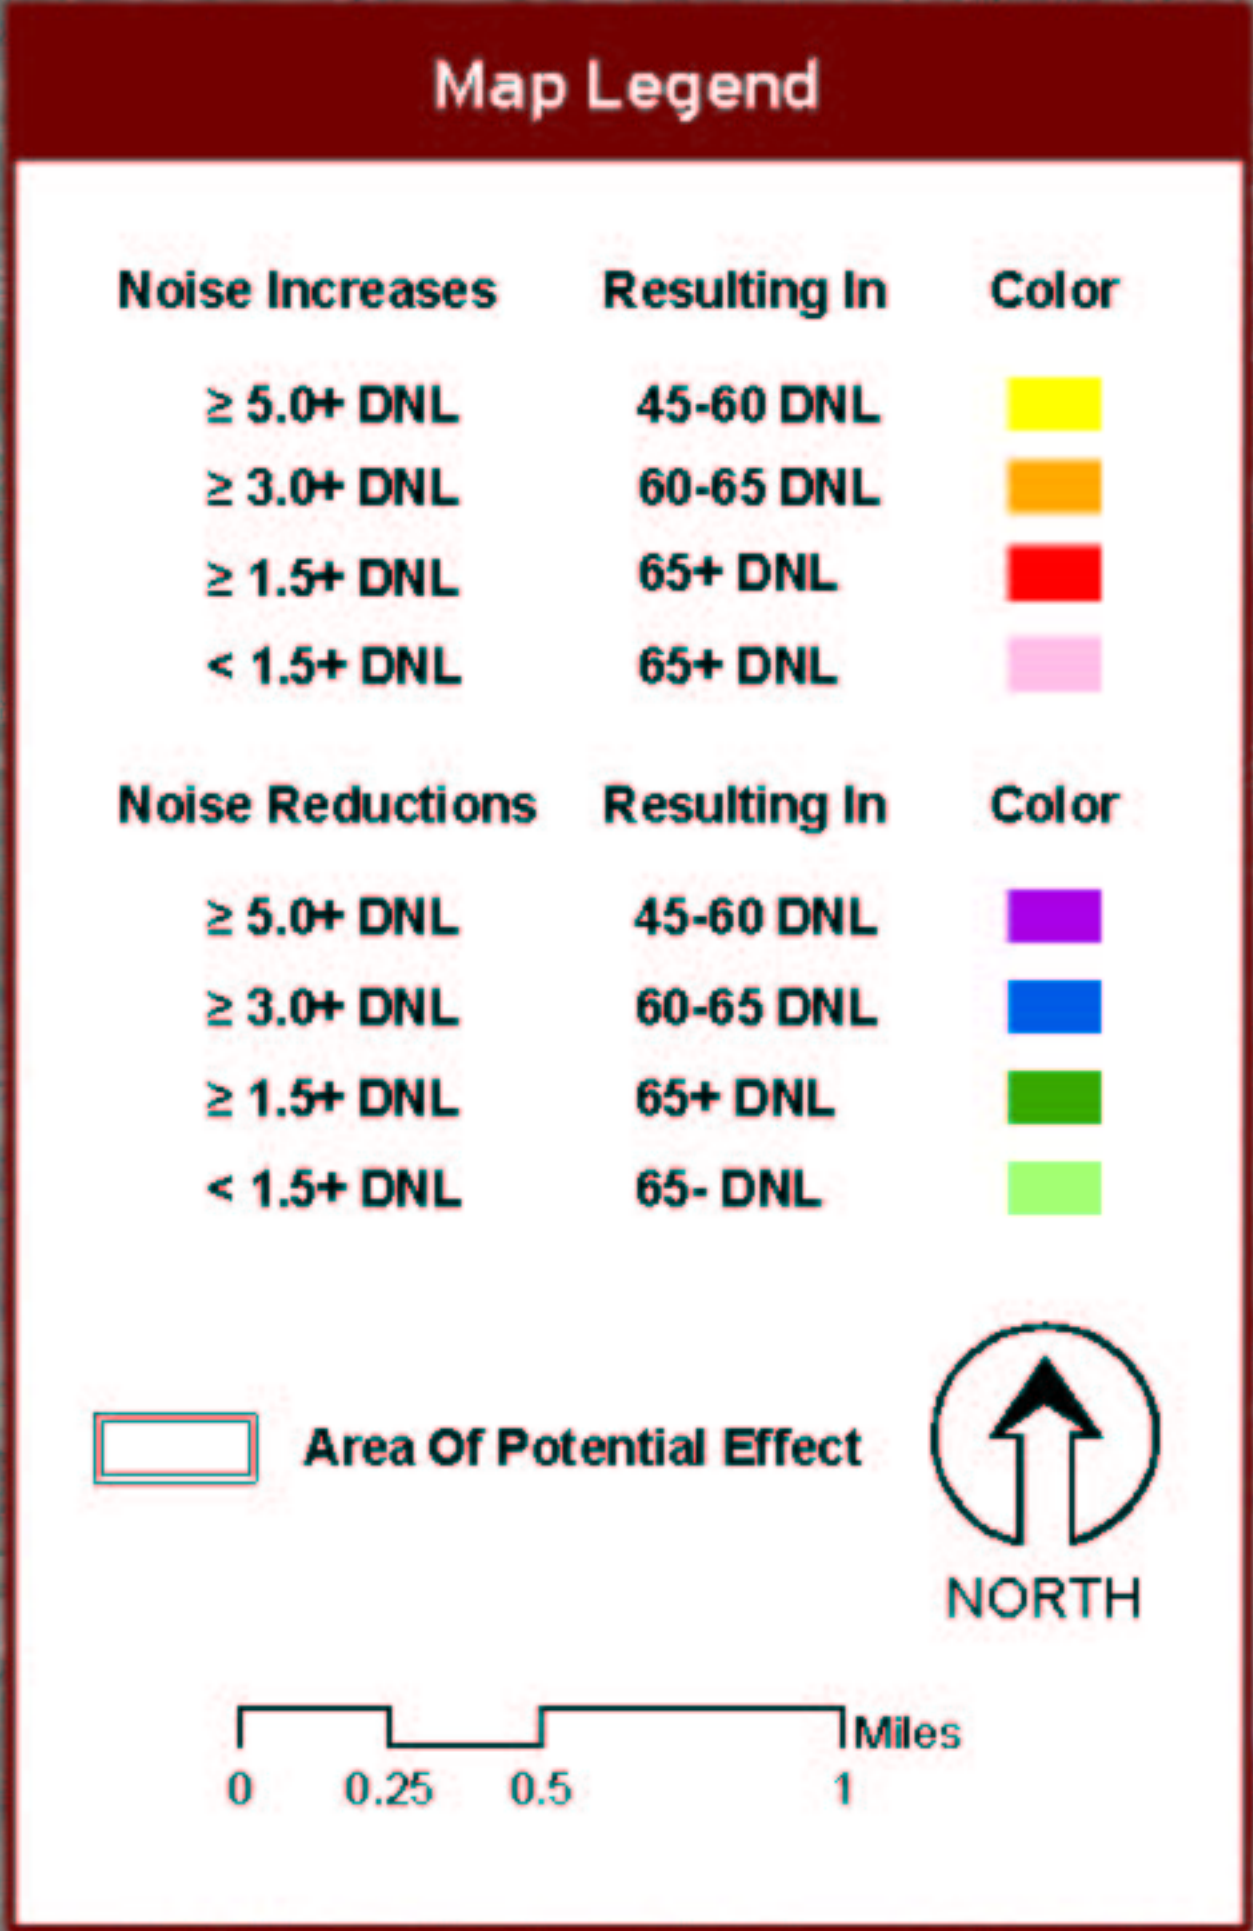 Map Legend
Noise Increases Resulting In Color
≥ 5.0+ DNL 45-60 DNL
≥ 3.0+ DNL 60-65 DNL
≥ 1.5+ DNL 65+ DNL
< 1.5+ DNL 65+ DNL
Noise Reductions Resulting In Color
≥ 5.0+ DNL 45-60 DNL
≥ 3.0+ DNL 60-65 DNL
≥ 1.5+ DNL 65+ DNL
< 1.5+ DNL 65- DNL
Area Of Potential Effect
NORTH
Miles
0 0.25 0.5 1